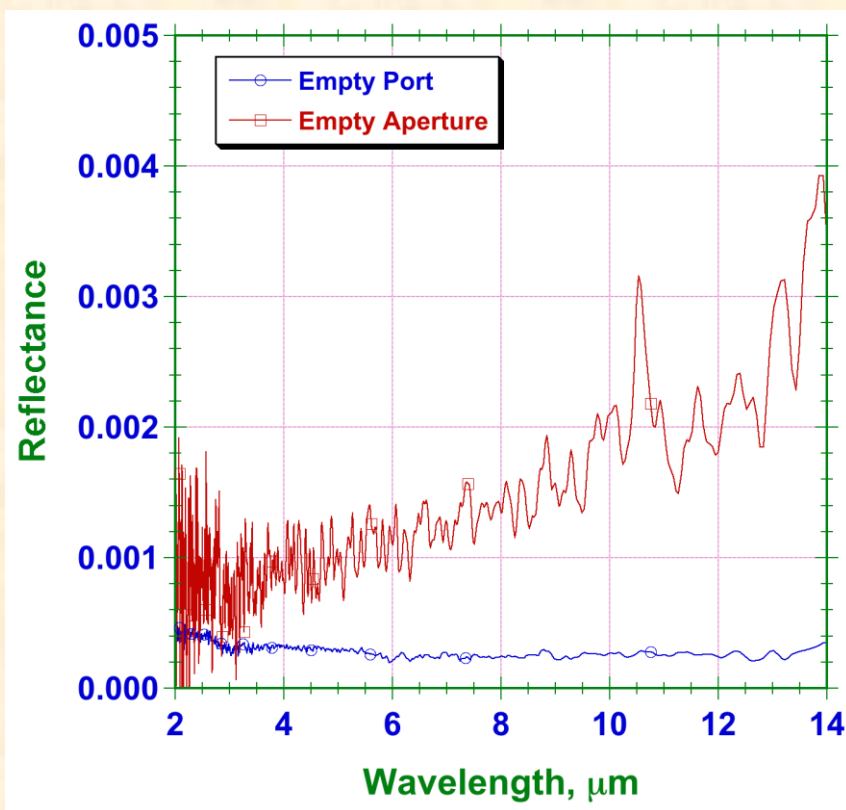 0.005
Empty Port
Empty Aperture
0.004
0.003
0.002
0.001
0.000
2 4 6 8 10 12 14
Reflectance
Wavelength, μm